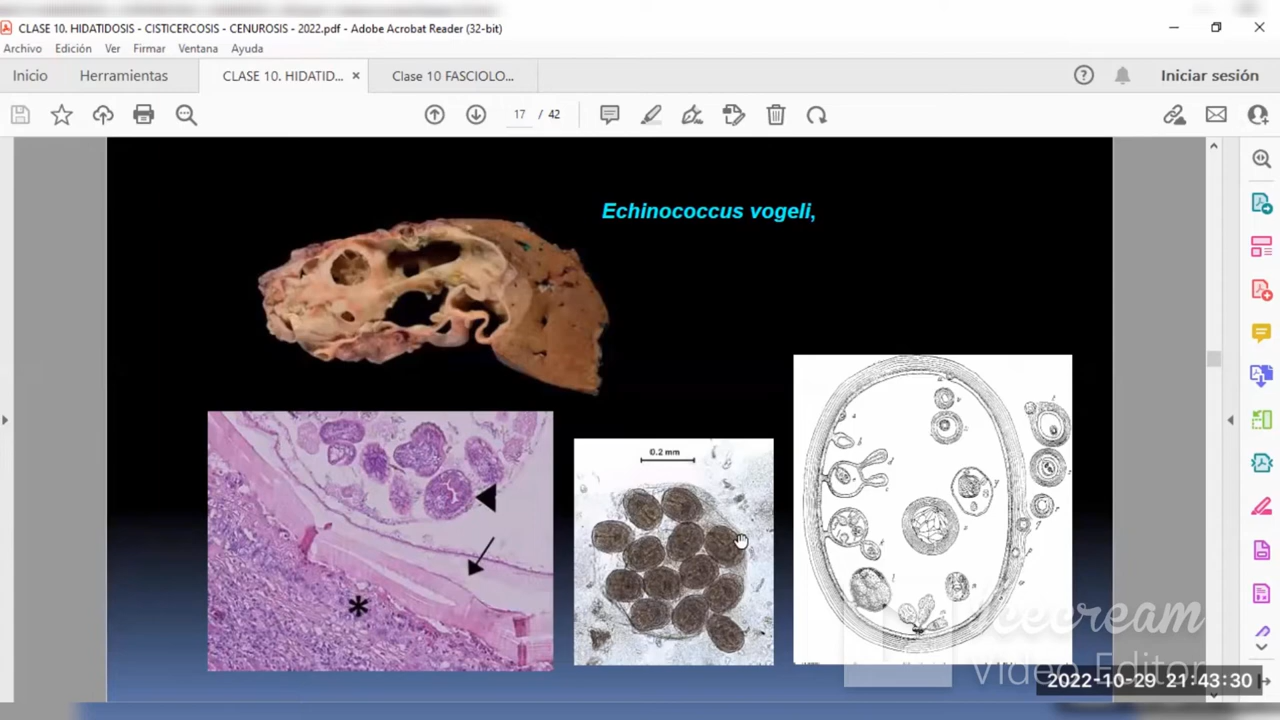 CLASE 10. HIDATIDOSIS - CISTICERCOSIS - CENUROSIS - 2022.pdf - Adobe Acrobat Reader (32-bit)
Archivo Edición Ver Firmar Ventana Ayuda
Inicio Herramientas CLASE 10. HIDATID... × Clase 10 FASCIOLO... Iniciar sesión
17 / 42
Echinococcus vogeli,
0.2 mm
Icecream
Video Editor
2022-10-29 21:43:30